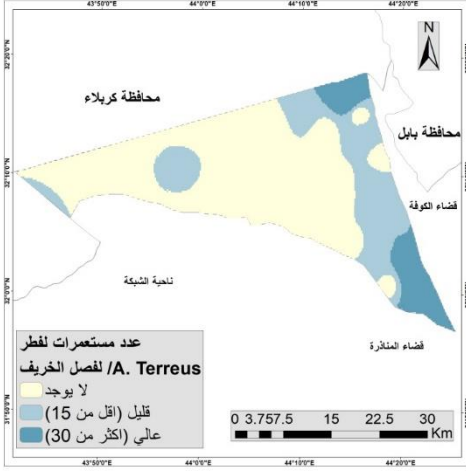 43°50'0"E 44°0'0"E 44°10'0"E 44°20'0"E
N
32°20'0"N
محافظة كربلاء
محافظة بابل
32°10'0"N
قضاء الكوفة
ناحية الشبكة
32°0'0"N
قضاء المناذرة
عدد مستعمرات لفطر
A. Terreus/ لفصل الخريف
لا يوجد
قليل (اقل من 15)
عالي (اكثر من 30)
31°50'0"N
0 3.75 7.5 15 22.5 30
KM
43°50'0"E 44°0'0"E 44°10'0"E 44°20'0"E